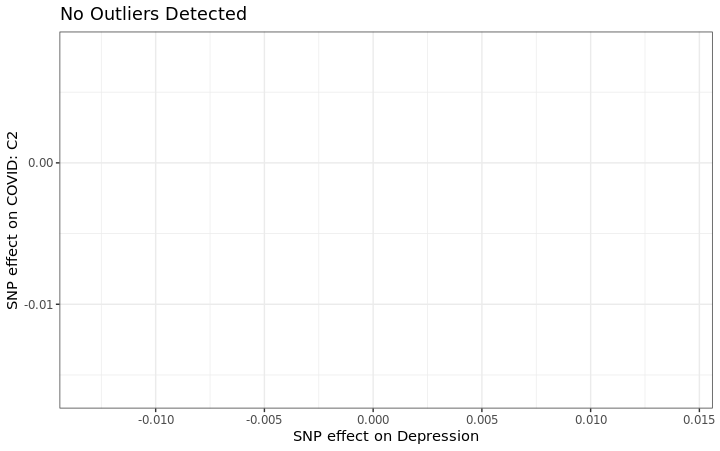 No Outliers Detected
SNP effect on COVID: C2
0.00
-0.01
-0.010
-0.005
0.000
0.005
0.010
0.015
SNP effect on Depression